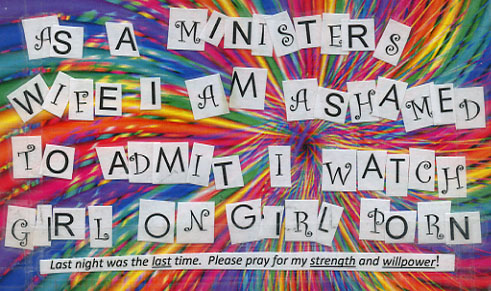 AS A MINISTERS
WIFE I AM ASHAMED
TO ADMIT I WATCH
GIRL ON GIRL PORN
Last night was the last time. Please pray for my strength and willpower!